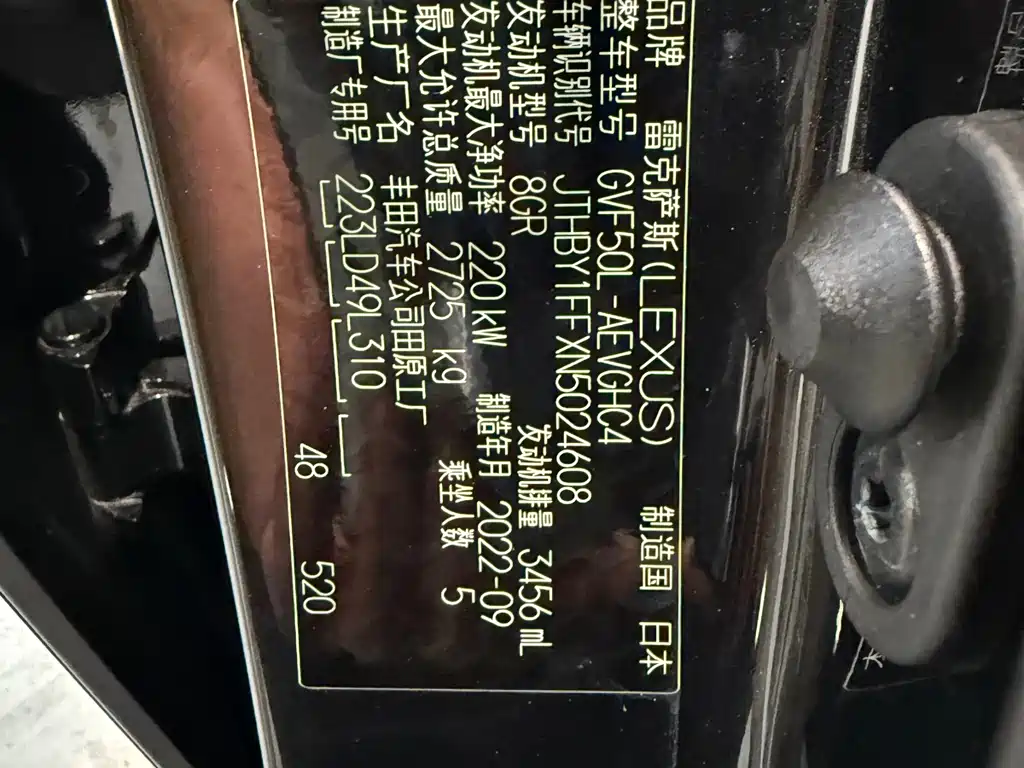 品牌 雷克萨斯(LEXUS) 制造国 日本
整车型号 GVF50L-AEVGHC4
车辆识别代号 JTHBY1FFXN5024608
发动机型号 8GR 发动机排量 3456 mL
发动机最大净功率 220 kW 制造年月 2022-09
最大允许总质量 2725 kg 乘坐人数 5
生产厂名 丰田汽车公司田原工厂
制造厂专用号 223LD49L310
48 520